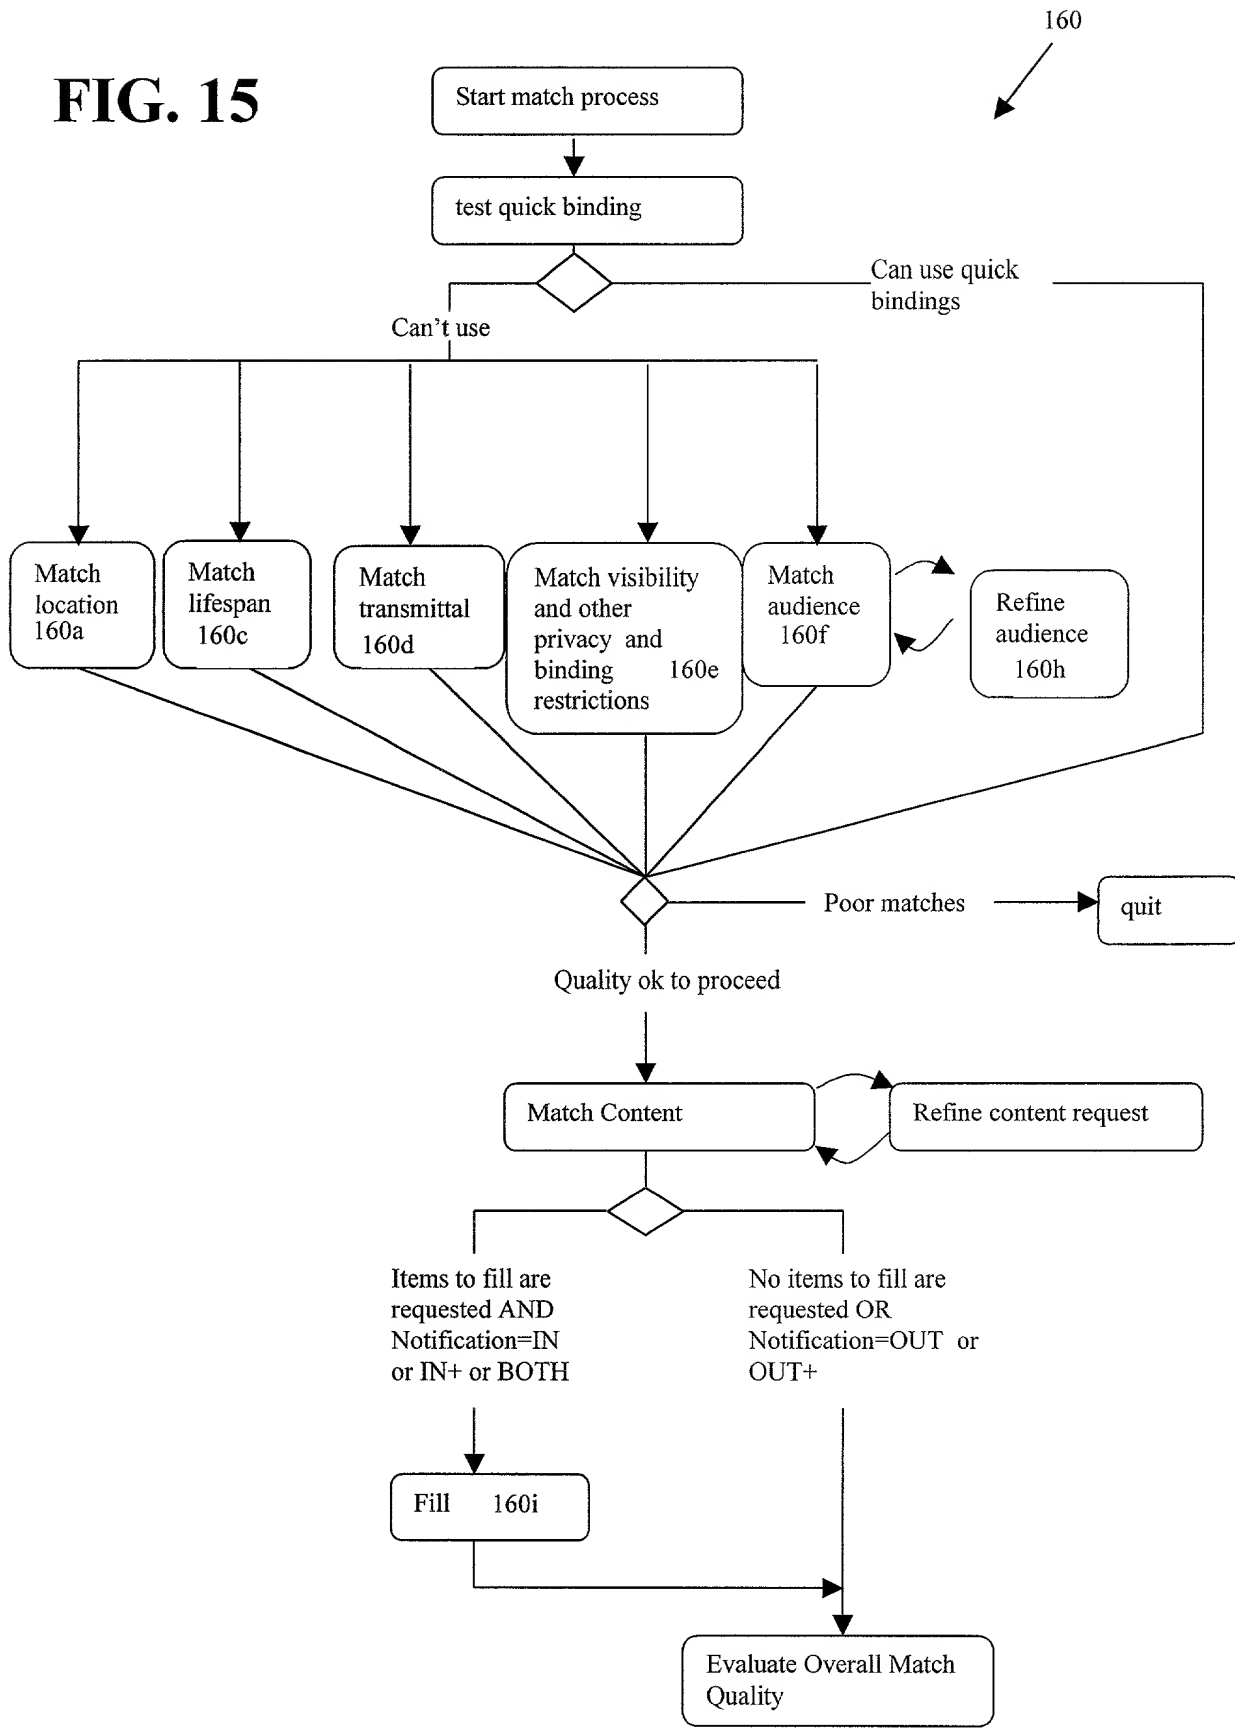 160
FIG. 15
Start match process
test quick binding
Can use quick
bindings
Can't use
Match
location
160a
Match
lifespan
160c
Match
transmittal
160d
Match visibility
and other
privacy and
binding 160e
restrictions
Match
audience
160f
Refine
audience
160h
Poor matches
quit
Quality ok to proceed
Match Content
Refine content request
Items to fill are
requested AND
Notification=IN
or IN+ or BOTH
No items to fill are
requested OR
Notification=OUT or
OUT+
Fill 160i
Evaluate Overall Match
Quality